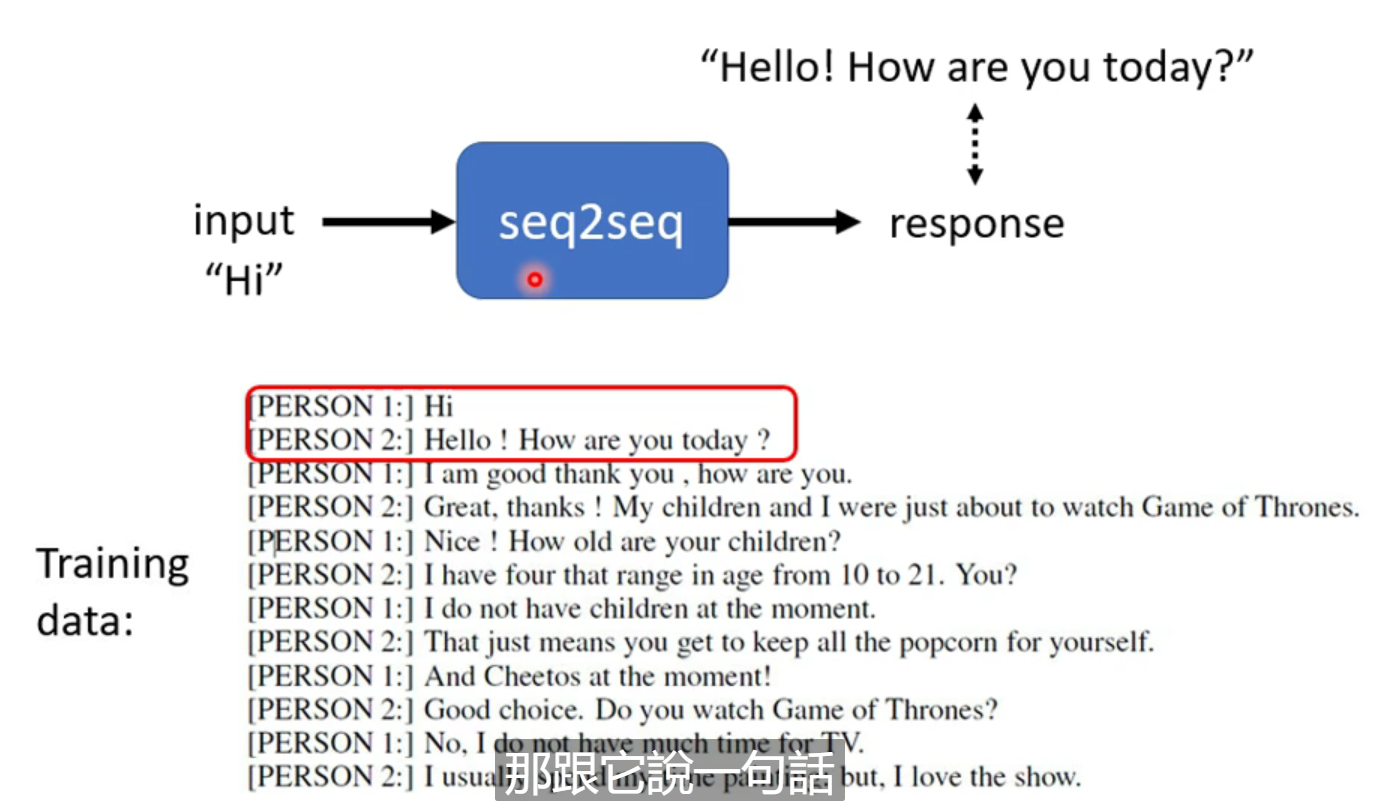 “Hello! How are you today?”
input
“Hi”
seq2seq
response
Training
data:
[PERSON 1:] Hi
[PERSON 2:] Hello ! How are you today ?
[PERSON 1:] I am good thank you , how are you.
[PERSON 2:] Great, thanks ! My children and I were just about to watch Game of Thrones.
[PERSON 1:] Nice ! How old are your children?
[PERSON 2:] I have four that range in age from 10 to 21. You?
[PERSON 1:] I do not have children at the moment.
[PERSON 2:] That just means you get to keep all the popcorn for yourself.
[PERSON 1:] And Cheetos at the moment!
[PERSON 2:] Good choice. Do you watch Game of Thrones?
[PERSON 1:] No, I do not have much time for TV.
[PERSON 2:] I usually spend my time painting, but, I love the show.
那跟它說一句話